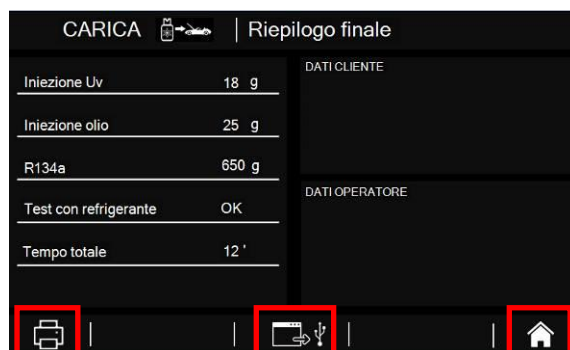 CARICA | Riepilogo finale
Iniezione Uv 18 g
Iniezione olio 25 g
R134a 650 g
Test con refrigerante OK
Tempo totale 12 '
DATI CLIENTE
DATI OPERATORE